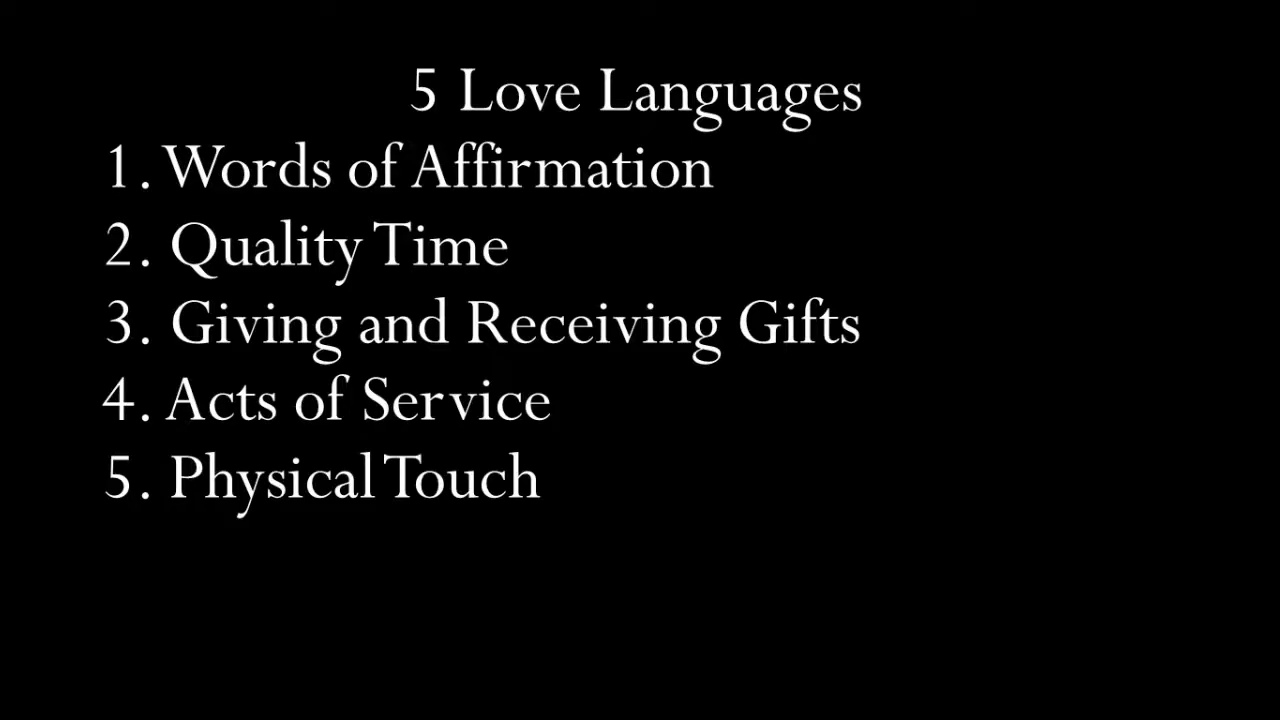 5 Love Languages
1. Words of Affirmation
2. Quality Time
3. Giving and Receiving Gifts
4. Acts of Service
5. Physical Touch